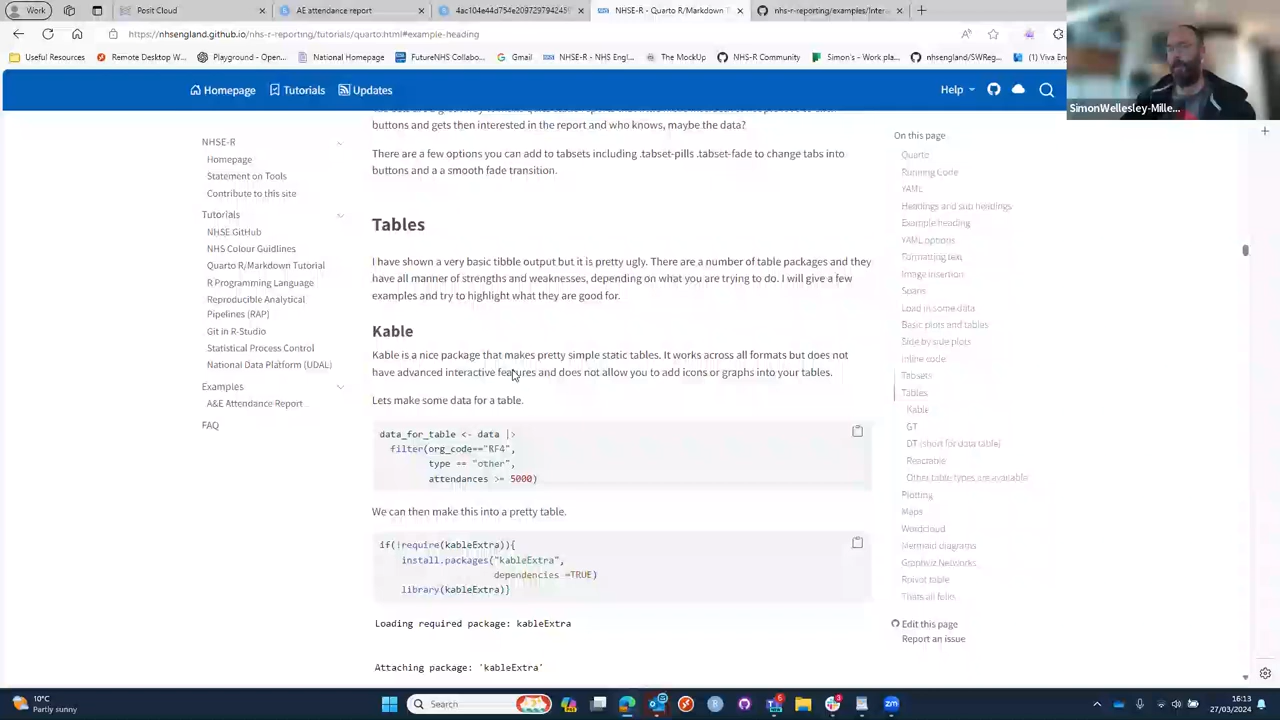 Posit Cloud
AE attendance report
4ac104e44d754e209729794245f
NHSE-R - Quarto R/Markdown T
nhs-r-reporting/examples/Inter
https://nhsengland.github.io/nhs-r-reporting/tutorials/quarto.html#example-heading
Useful Resources
Remote Desktop W...
Playground - Open...
National Homepage
FutureNHS Collabo...
Gmail
NHSE-R - NHS Engl...
The MockUp
NHS-R Community
Simon's - Work pla...
nhsengland/SWReg...
Viva Engage
R Updates
SimonWellesley-Mille...
Homepage
Tutorials
Updates
Help
NHSE-R
Homepage
Statement on Tools
Contribute to this site
Tutorials
NHSE GitHub
NHS Colour Guidlines
Quarto R/Markdown Tutorial
R Programming Language
Reproducible Analytical
Pipelines (RAP)
Git in R-Studio
Statistical Process Control
National Data Platform (UDAL)
Examples
A&E Attendance Report
FAQ
buttons and gets then interested in the report and who knows, maybe the data?
There are a few options you can add to tabsets including .tabset-pills .tabset-fade to change tabs into
buttons and a a smooth fade transition.
Tables
I have shown a very basic tibble output but it is pretty ugly. There are a number of table packages and they
have all manner of strengths and weaknesses, depending on what you are trying to do. I will give a few
examples and try to highlight what they are good for.
Kable
Kable is a nice package that makes pretty simple static tables. It works across all formats but does not
have advanced interactive features and does not allow you to add icons or graphs into your tables.
Lets make some data for a table.
data_for_table <- data |>
filter(org_code=="RF4",
type == "other",
attendances >= 5000)
We can then make this into a pretty table.
if(!require(kableExtra)){
install.packages("kableExtra",
dependencies =TRUE)
library(kableExtra)}
Loading required package: kableExtra
Attaching package: 'kableExtra'
On this page
Quarto
Running Code
YAML
Headings and sub headings
Example heading
YAML options
Formatting text
Image insertion
Spans
Load in some data
Basic plots and tables
Side by side plots
Inline code
Tabsets
Tables
Kable
GT
DT (short for data table)
Reactable
Other table types are available
Plotting
Maps
Wordcloud
Mermaid diagrams
Graphviz Networks
Rpivot table
Thats all folks
Edit this page
Report an issue
10°C
Partly sunny
Search
16:13
27/03/2024